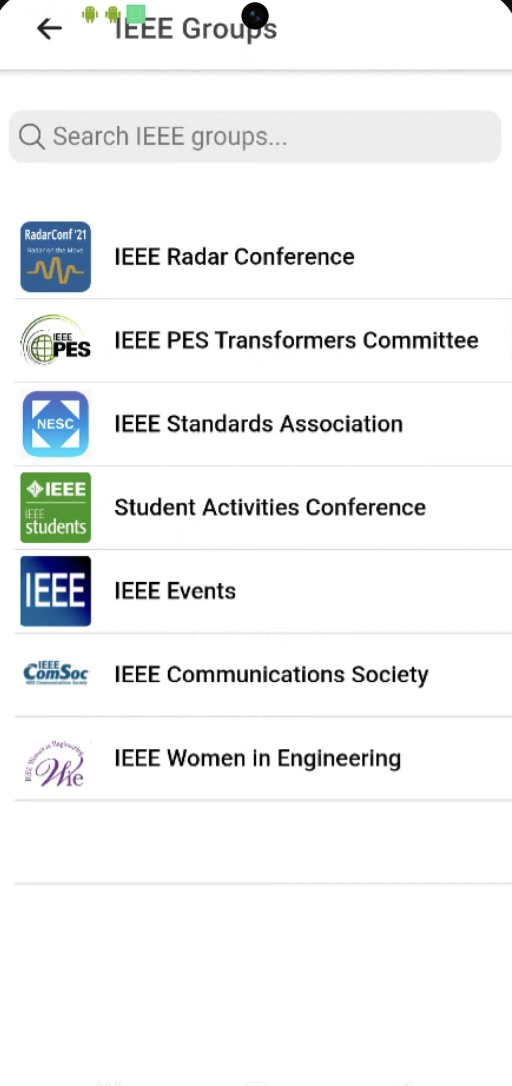 IEEE Groups
Search IEEE groups...
RadarConf '21
Radar on the Move
IEEE Radar Conference
IEEE
PES
IEEE PES Transformers Committee
NESC
IEEE Standards Association
IEEE
IEEE
students
Student Activities Conference
IEEE
IEEE Events
IEEE
ComSoc
IEEE Communications Society
IEEE Women in Engineering
Wie
IEEE Women in Engineering